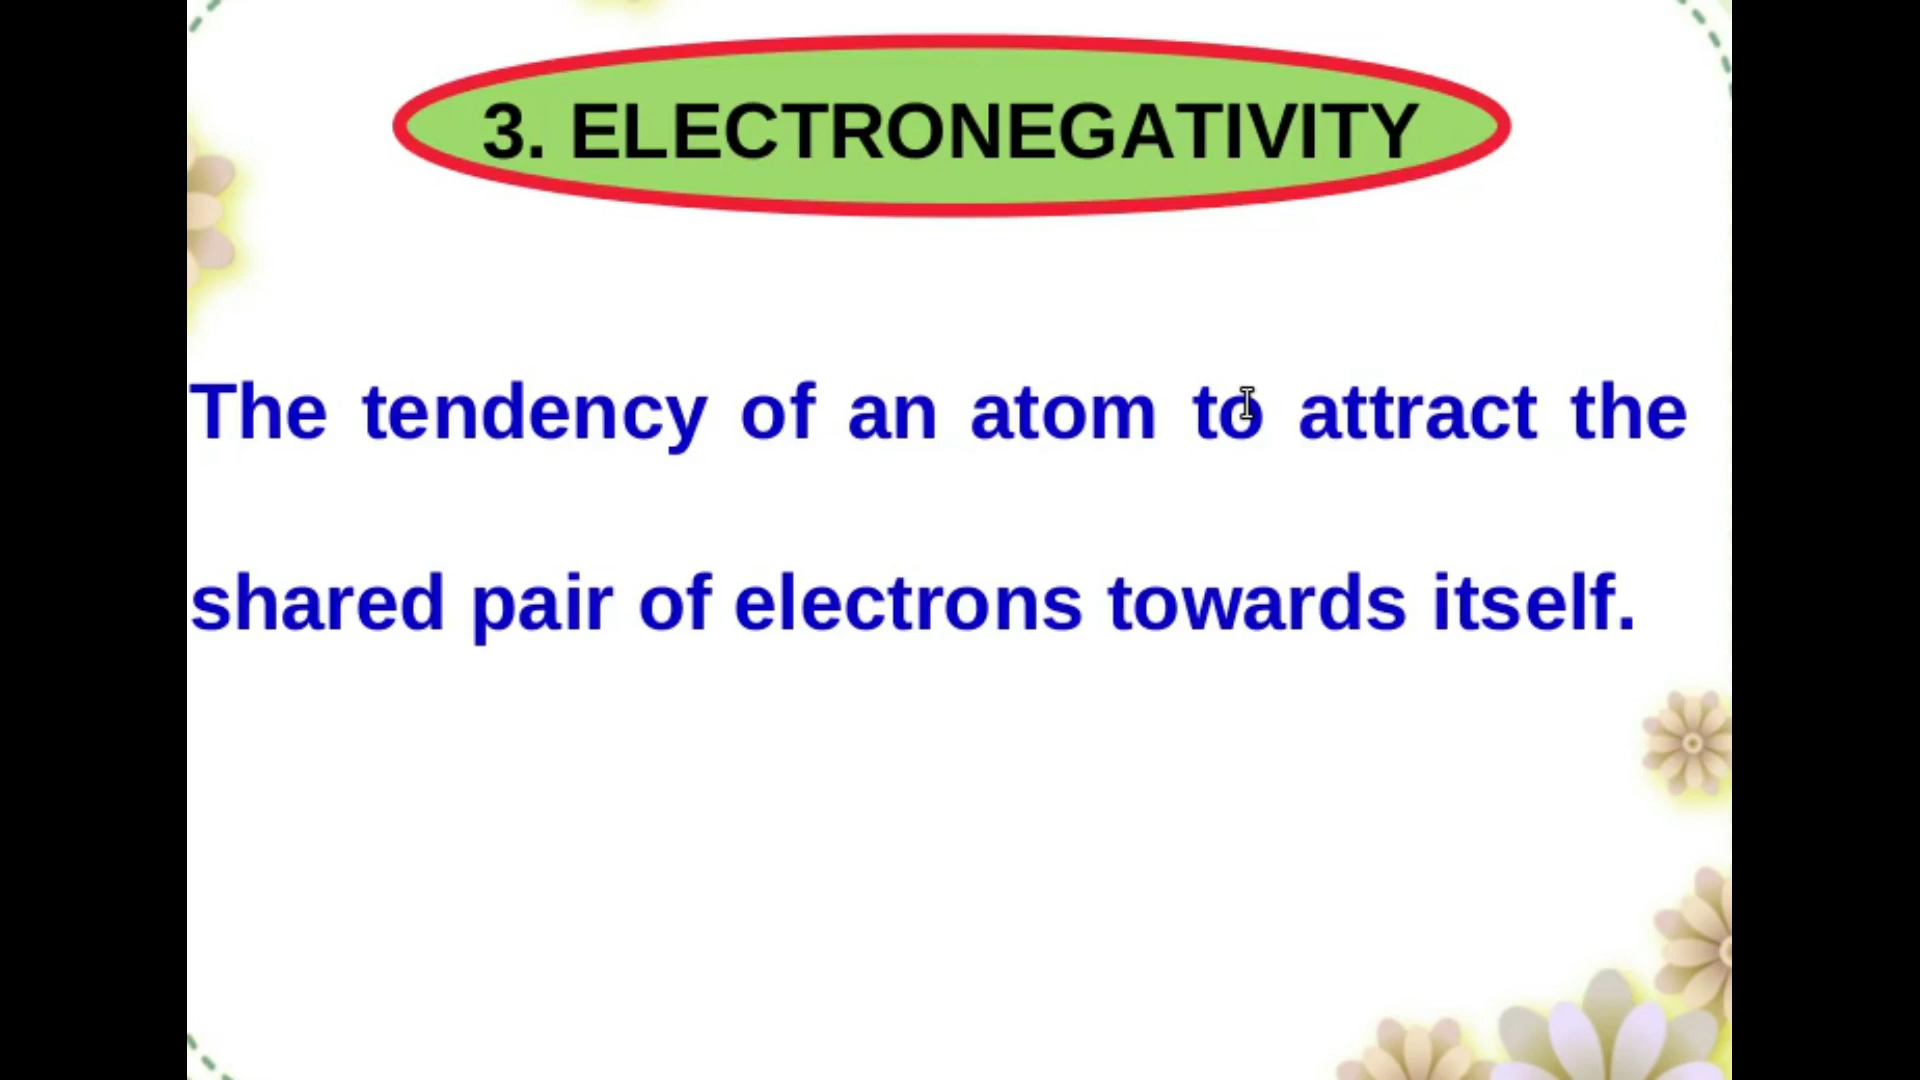 3. ELECTRONEGATIVITY
The tendency of an atom to attract the
shared pair of electrons towards itself.